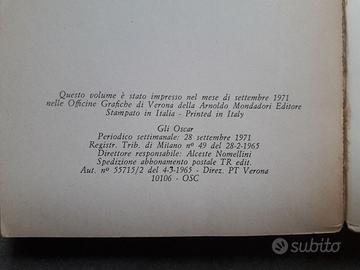 Questo volume è stato impresso nel mese di settembre 1971
nelle Officine Grafiche di Verona della Arnoldo Mondadori Editore
Stampato in Italia - Printed in Italy
Gli Oscar
Periodico settimanale: 28 settembre 1971
Registr. Trib. di Milano n° 49 del 28-2-1965
Direttore responsabile: Alceste Nomellini
Spedizione abbonamento postale TR edit.
Aut. n° 55715/2 del 4-3-1965 - Direz. PT Verona
10106 - OSC
subito